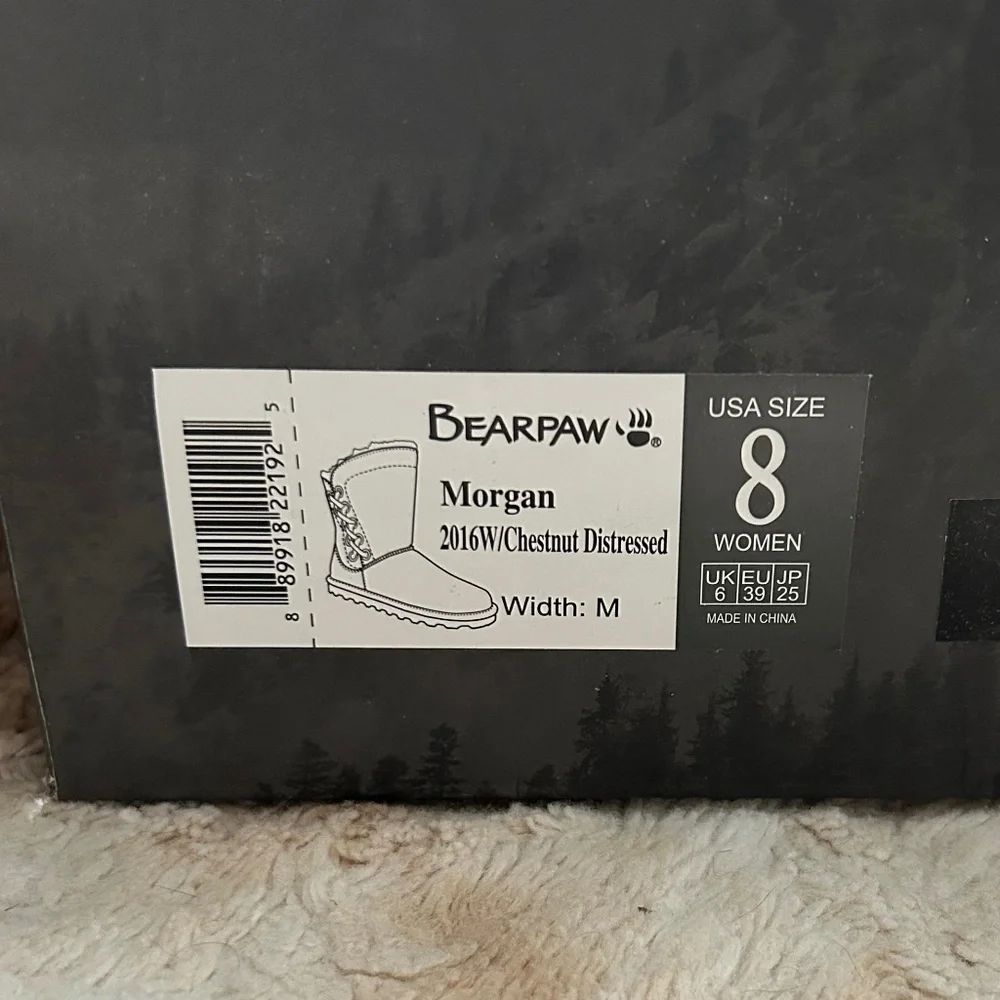 8 89918 22192 5
BEARPAW ®
Morgan
2016W/Chestnut Distressed
Width: M
USA SIZE
8
WOMEN
UK EU JP
6 39 25
MADE IN CHINA